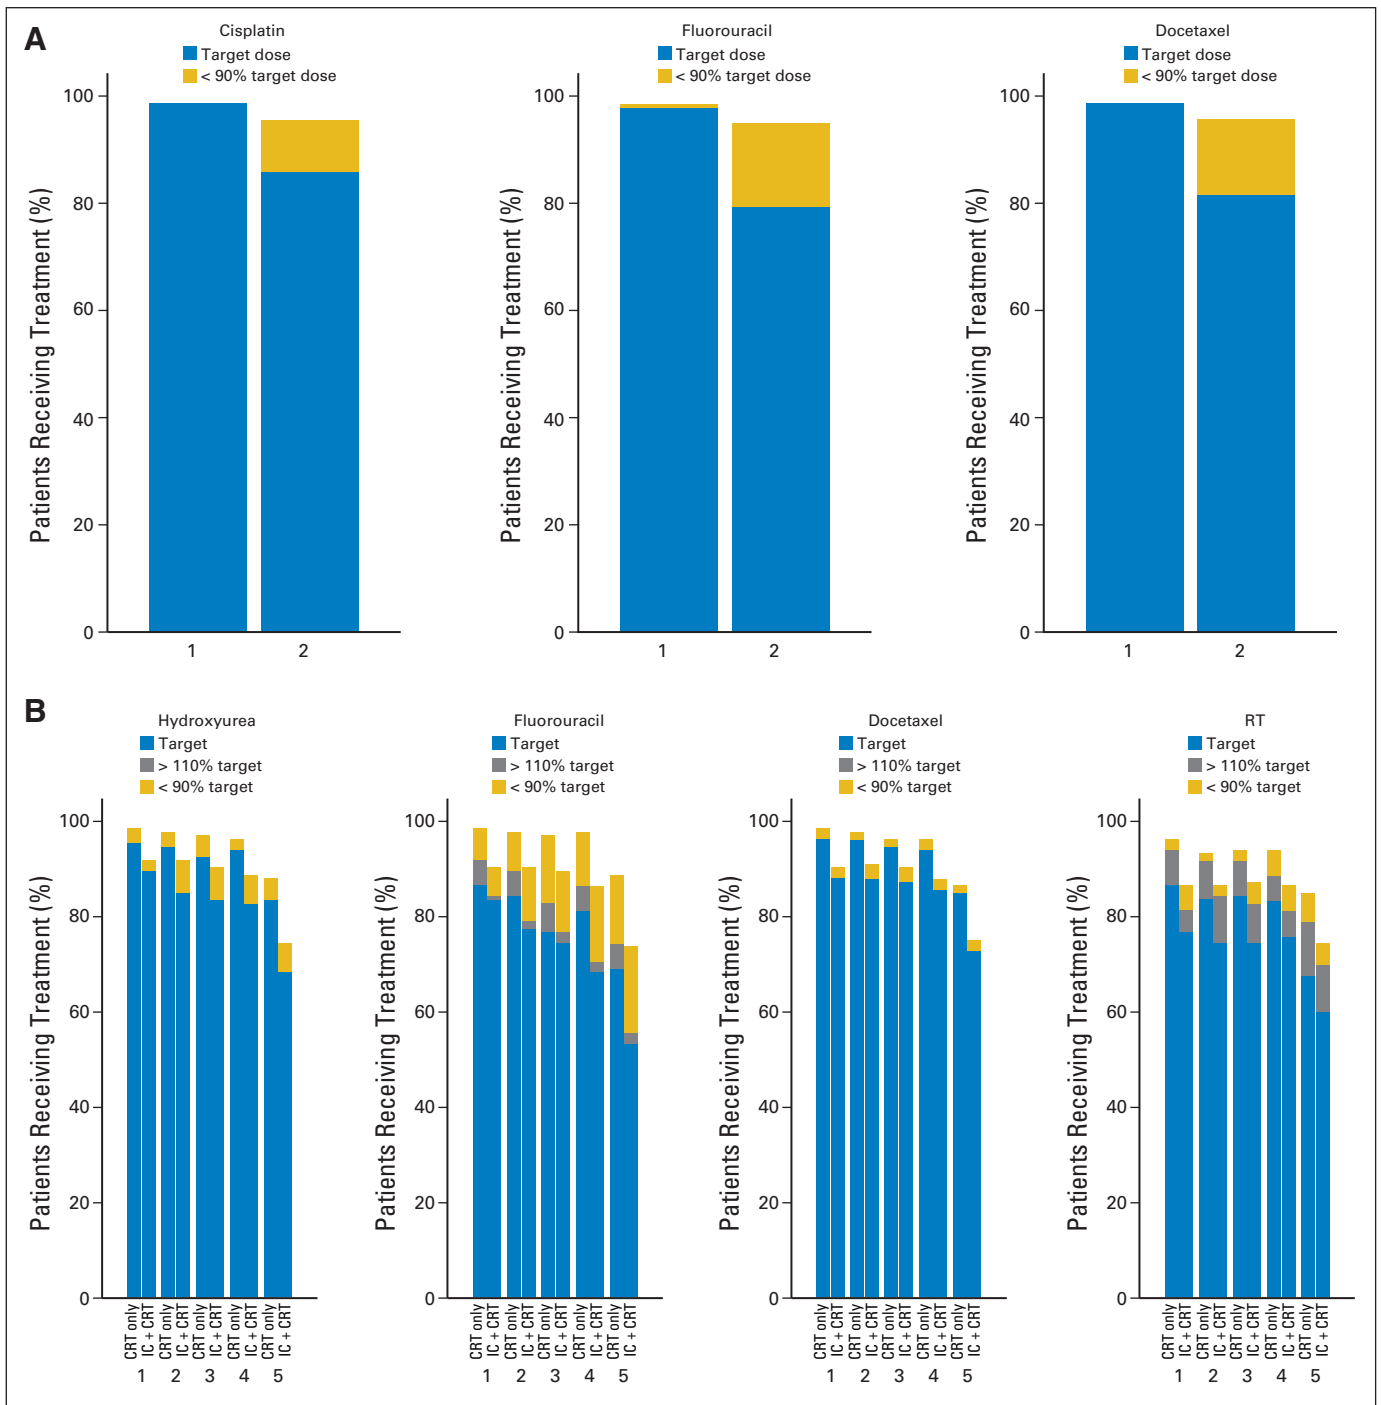 A
Cisplatin
Target dose
< 90% target dose
Patients Receiving Treatment (%)
100
80
60
40
20
0
1 2
Fluorouracil
Target dose
< 90% target dose
Patients Receiving Treatment (%)
100
80
60
40
20
0
1 2
Docetaxel
Target dose
< 90% target dose
Patients Receiving Treatment (%)
100
80
60
40
20
0
1 2
B
Hydroxyurea
Target
> 110% target
< 90% target
Patients Receiving Treatment (%)
100
80
60
40
20
0
CRT only
IC + CRT
CRT only
IC + CRT
CRT only
IC + CRT
CRT only
IC + CRT
CRT only
IC + CRT
1 2 3 4 5
Fluorouracil
Target
> 110% target
< 90% target
Patients Receiving Treatment (%)
100
80
60
40
20
0
CRT only
IC + CRT
CRT only
IC + CRT
CRT only
IC + CRT
CRT only
IC + CRT
CRT only
IC + CRT
1 2 3 4 5
Docetaxel
Target
> 110% target
< 90% target
Patients Receiving Treatment (%)
100
80
60
40
20
0
CRT only
IC + CRT
CRT only
IC + CRT
CRT only
IC + CRT
CRT only
IC + CRT
CRT only
IC + CRT
1 2 3 4 5
RT
Target
> 110% target
< 90% target
Patients Receiving Treatment (%)
100
80
60
40
20
0
CRT only
IC + CRT
CRT only
IC + CRT
CRT only
IC + CRT
CRT only
IC + CRT
CRT only
IC + CRT
1 2 3 4 5